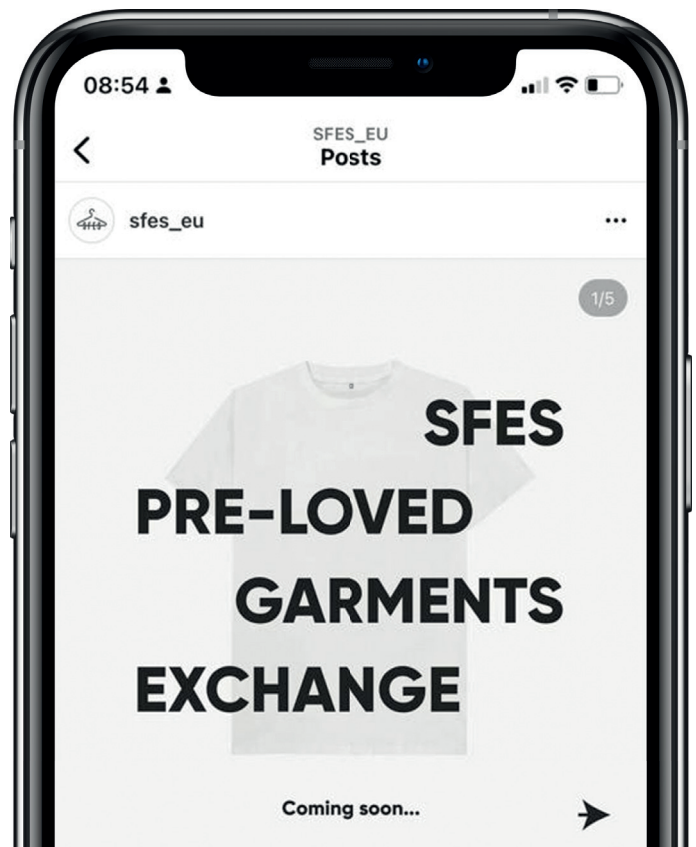 08:54
SFES_EU
Posts
sfes_eu
1/5
SFES
PRE-LOVED
GARMENTS
EXCHANGE
Coming soon...